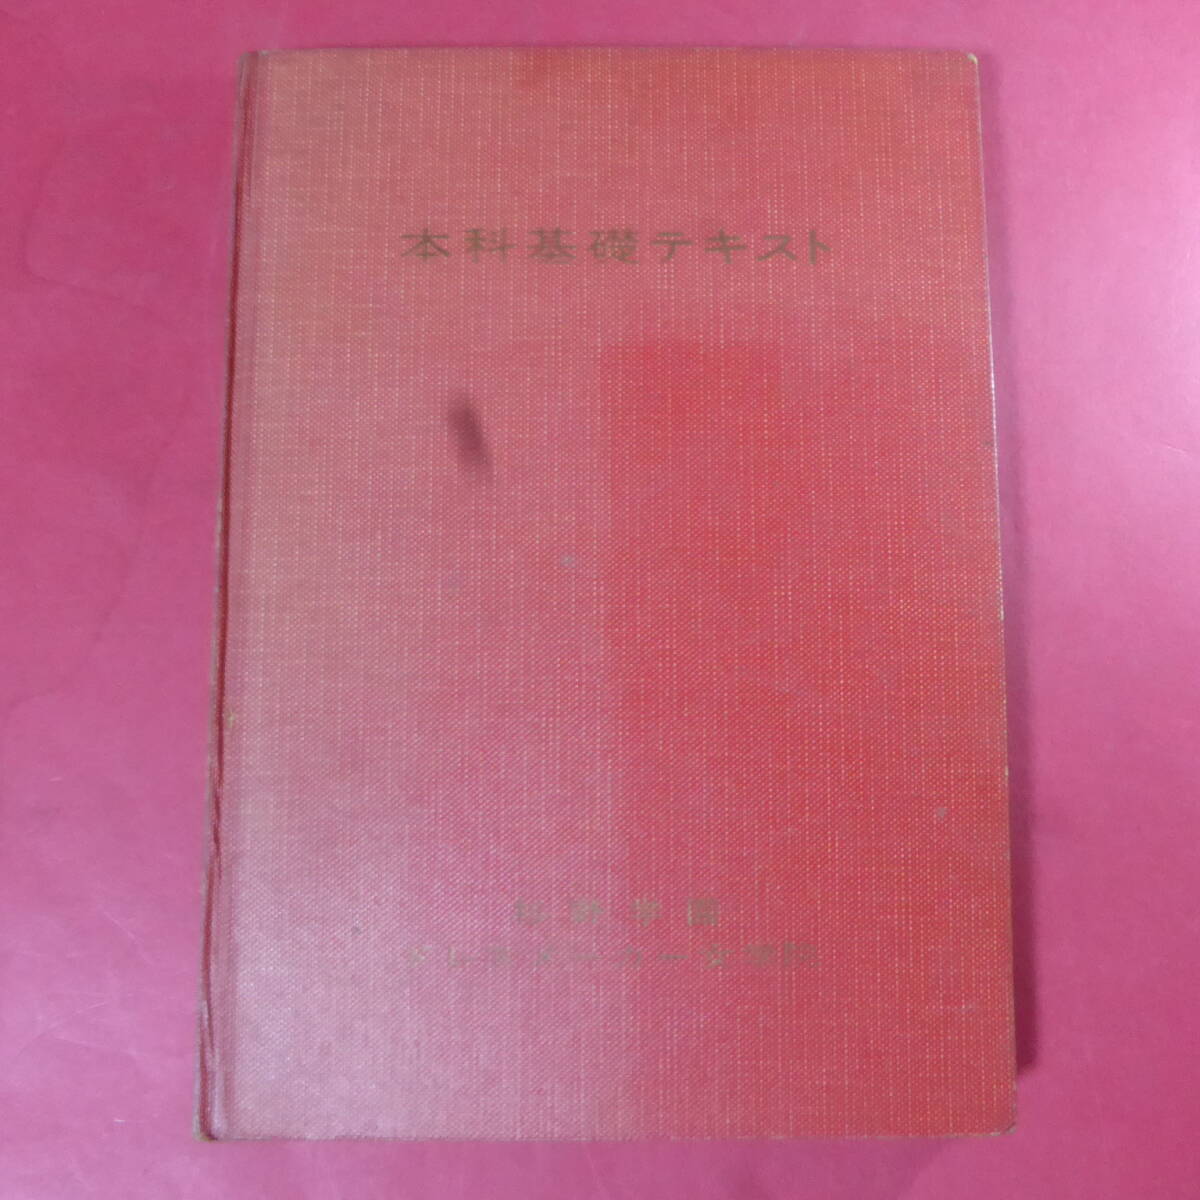 本科基礎テキスト
杉野学園
ドレスメーカー女学院